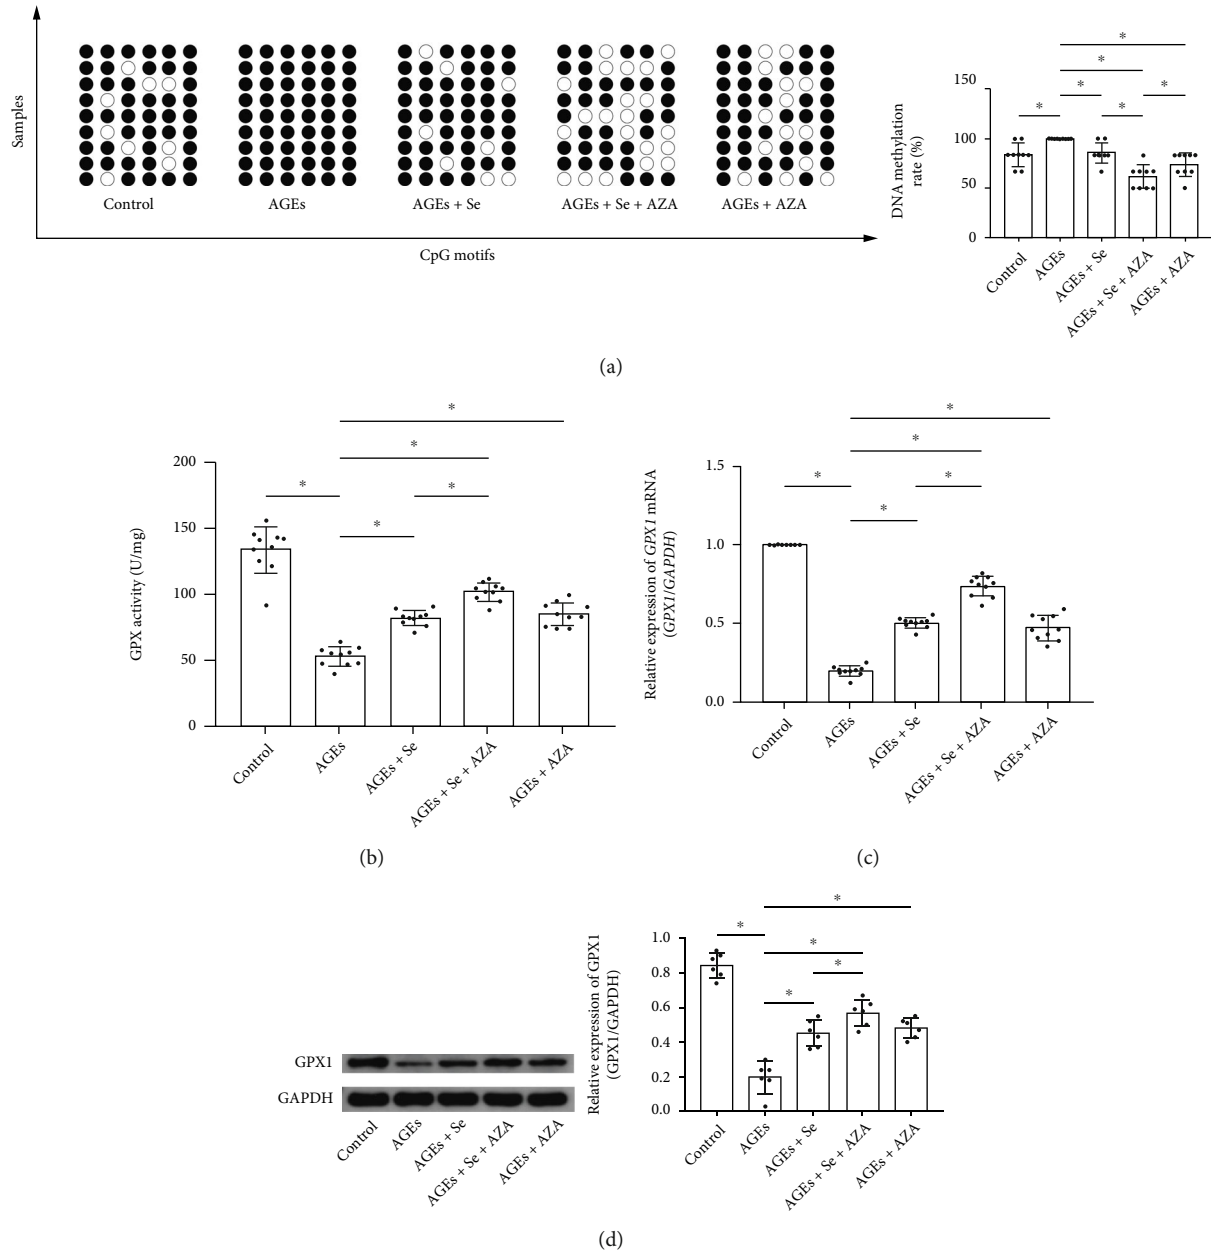 Samples
Control
AGEs
AGEs + Se
AGEs + Se + AZA
AGEs + AZA
CpG motifs
DNA methylation
rate (%)
150
100
50
0
*
*
*
*
*
*
Control
AGEs
AGEs + Se
AGEs + Se + AZA
AGEs + AZA
(a)
GPX activity (U/mg)
200
150
100
50
0
*
*
*
*
*
Control
AGEs
AGEs + Se
AGEs + Se + AZA
AGEs + AZA
(b)
Relative expression of GPX1 mRNA
(GPX1/GAPDH)
1.5
1.0
0.5
0.0
*
*
*
*
*
Control
AGEs
AGEs + Se
AGEs + Se + AZA
AGEs + AZA
(c)
GPX1
GAPDH
Control
AGEs
AGEs + Se
AGEs + Se + AZA
AGEs + AZA
Relative expression of GPX1
(GPX1/GAPDH)
1.0
0.8
0.6
0.4
0.2
0.0
*
*
*
*
*
Control
AGEs
AGEs + Se
AGEs + Se + AZA
AGEs + AZA
(d)